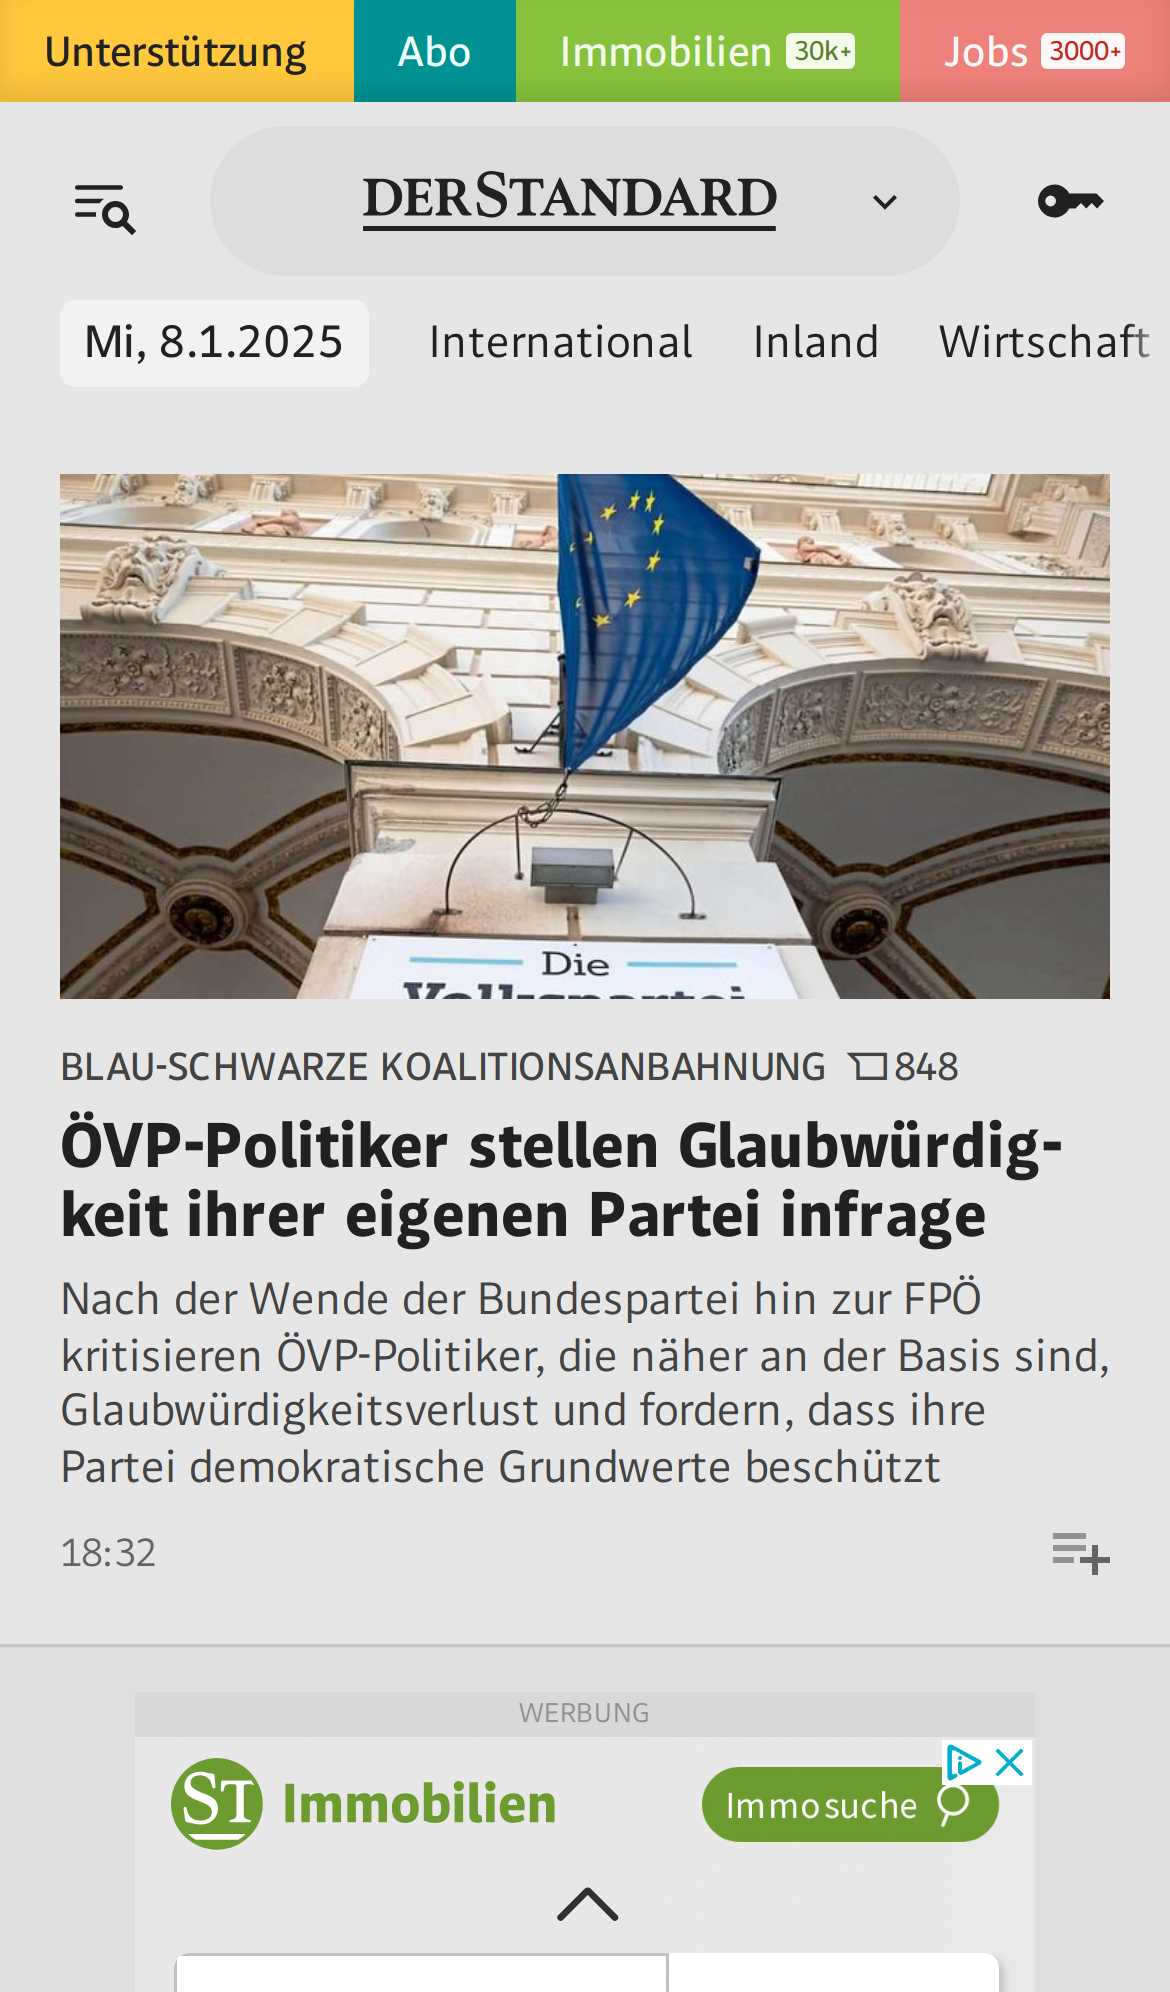 Unterstützung Abo Immobilien 30k+ Jobs 3000+
DERSTANDARD
Mi, 8.1.2025 International Inland Wirtschaft
Die
Volkspartei
BLAU-SCHWARZE KOALITIONSANBAHNUNG 848
ÖVP-Politiker stellen Glaubwürdig-
keit ihrer eigenen Partei infrage
Nach der Wende der Bundespartei hin zur FPÖ
kritisieren ÖVP-Politiker, die näher an der Basis sind,
Glaubwürdigkeitsverlust und fordern, dass ihre
Partei demokratische Grundwerte beschützt
18:32
WERBUNG
ST Immobilien Immosuche